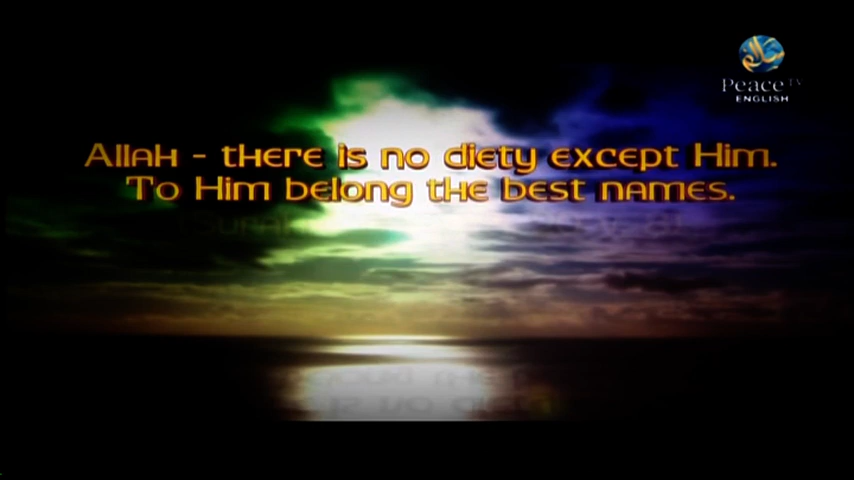 Peace TV
ENGLISH
Allah - there is no diety except Him.
To Him belong the best names.